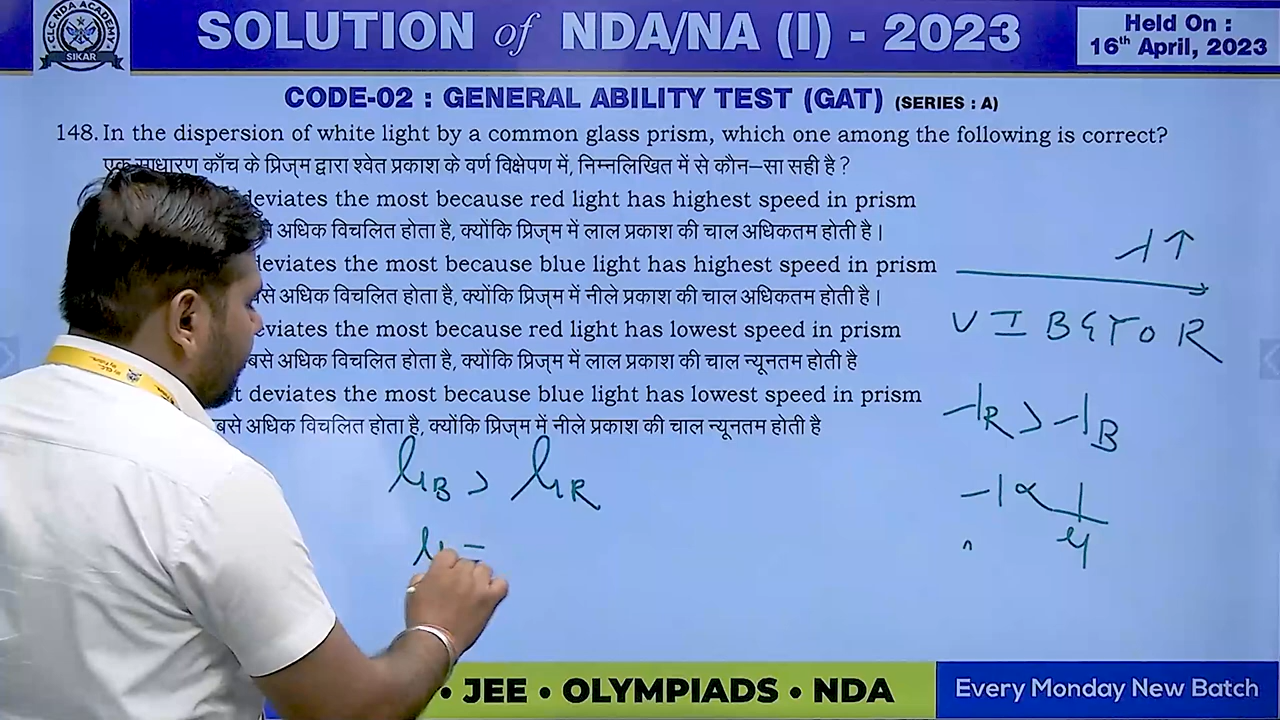 CLC NDA ACADEMY
SIKAR
SOLUTION of NDA/NA (I) - 2023
Held On :
16th April, 2023
CODE-02 : GENERAL ABILITY TEST (GAT) (SERIES : A)
148. In the dispersion of white light by a common glass prism, which one among the following is correct?
एक साधारण काँच के प्रिज़्म द्वारा श्वेत प्रकाश के वर्ण विक्षेपण में, निम्नलिखित में से कौन–सा सही है ?
deviates the most because red light has highest speed in prism
अधिक विचलित होता है, क्योंकि प्रिज़्म में लाल प्रकाश की चाल अधिकतम होती है।
deviates the most because blue light has highest speed in prism
से अधिक विचलित होता है, क्योंकि प्रिज़्म में नीले प्रकाश की चाल अधिकतम होती है।
the most because red light has lowest speed in prism
बसे अधिक विचलित होता है, क्योंकि प्रिज़्म में लाल प्रकाश की चाल न्यूनतम होती है
deviates the most because blue light has lowest speed in prism
बसे अधिक विचलित होता है, क्योंकि प्रिज़्म में नीले प्रकाश की चाल न्यूनतम होती है
λ ↑
V I B G Y O R
λR > λB
λ ∝ 1/μ
μB > μR
μ =
• JEE • OLYMPIADS • NDA
Every Monday New Batch